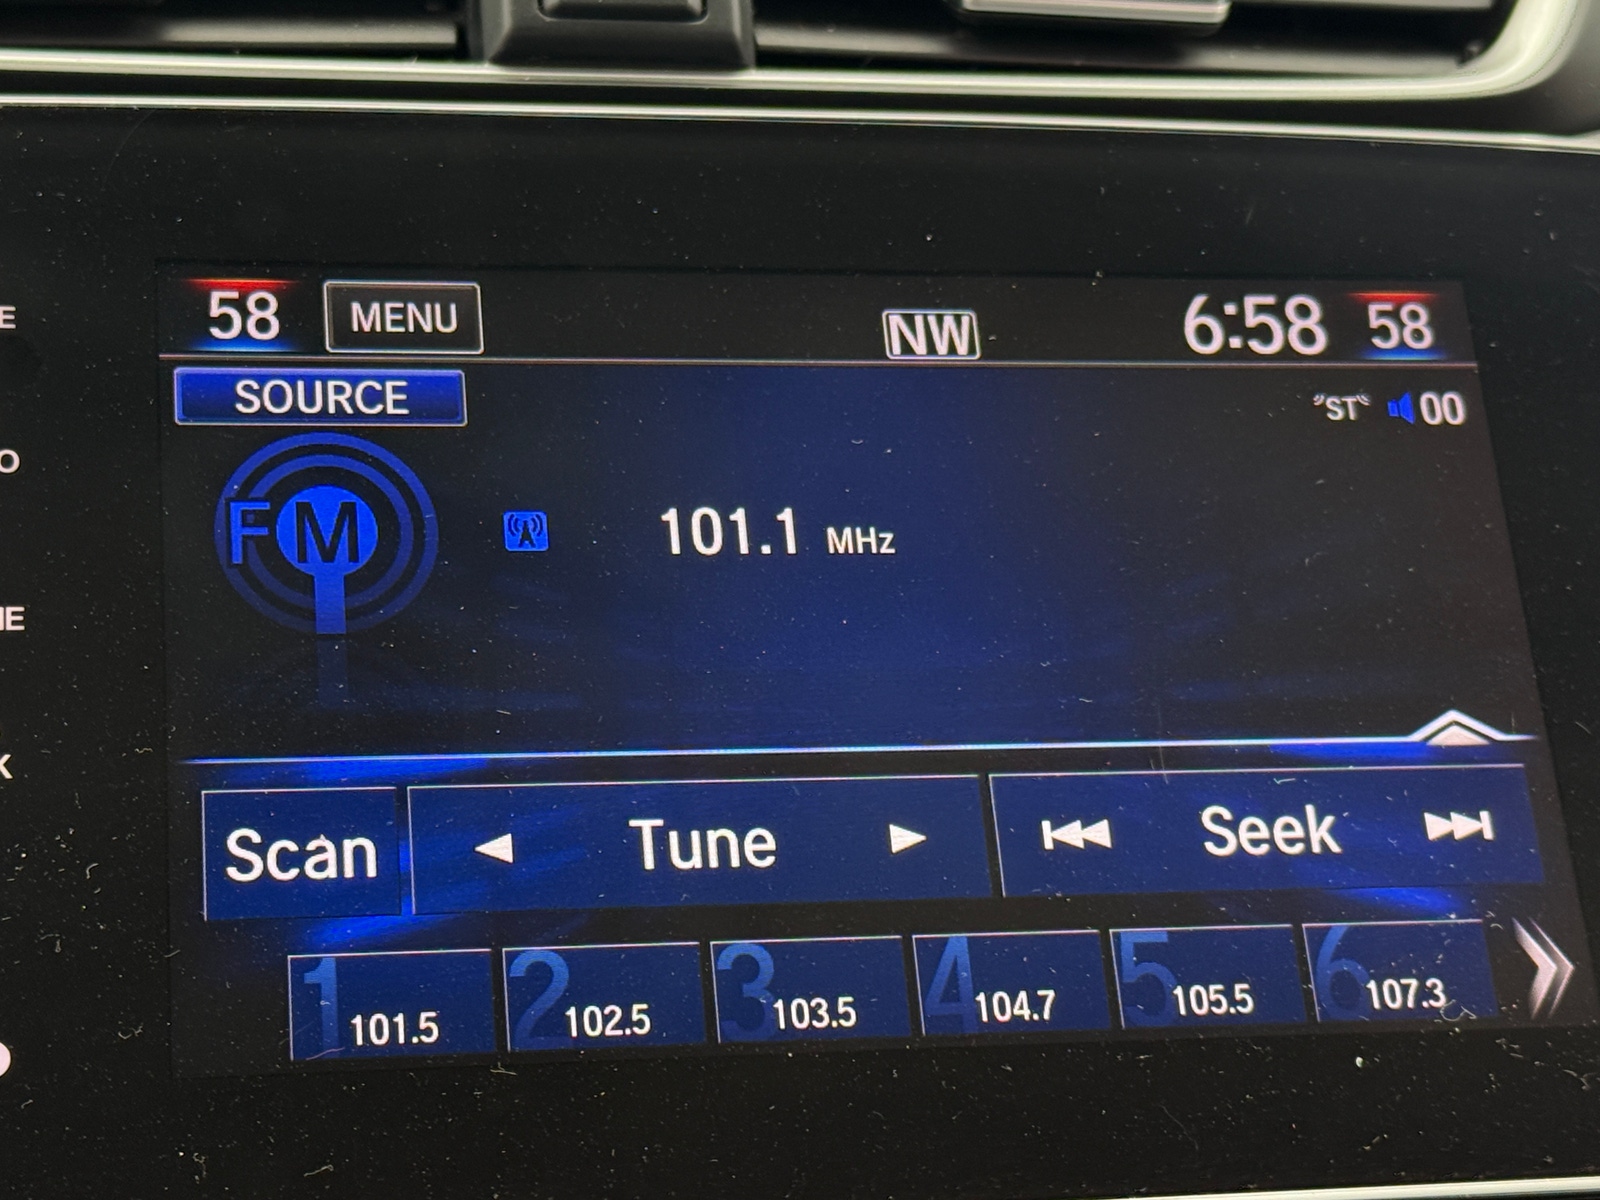 58 MENU NW 6:58 58
SOURCE ST 00
FM 101.1 MHz
Scan Tune Seek
1 101.5 2 102.5 3 103.5 4 104.7 5 105.5 6 107.3